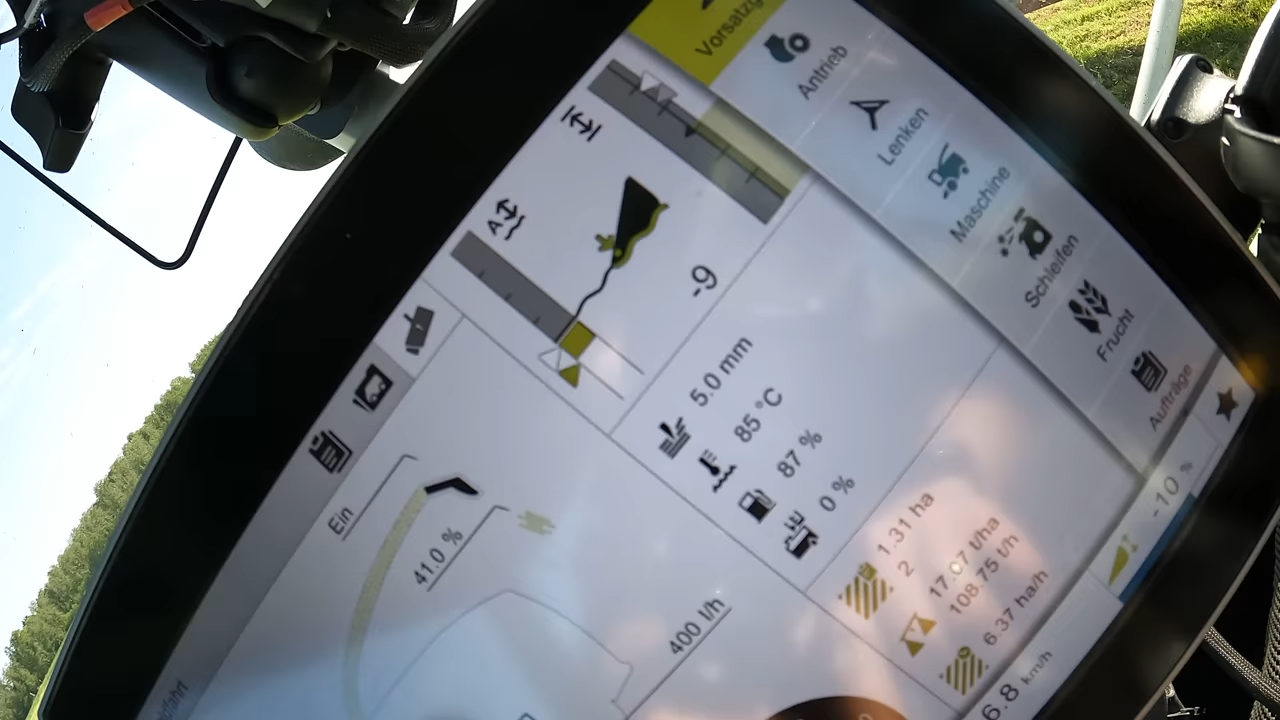 Antrieb
Lenken
Maschine
Schleifen
Frucht
Aufträge
A
-9
5.0 mm
85 °C
87 %
0 %
Ein
41.0 %
400 l/h
1.31 ha
2
17.07 t/ha
108.75 t/h
6.37 ha/h
-10 %
6.8 km/h